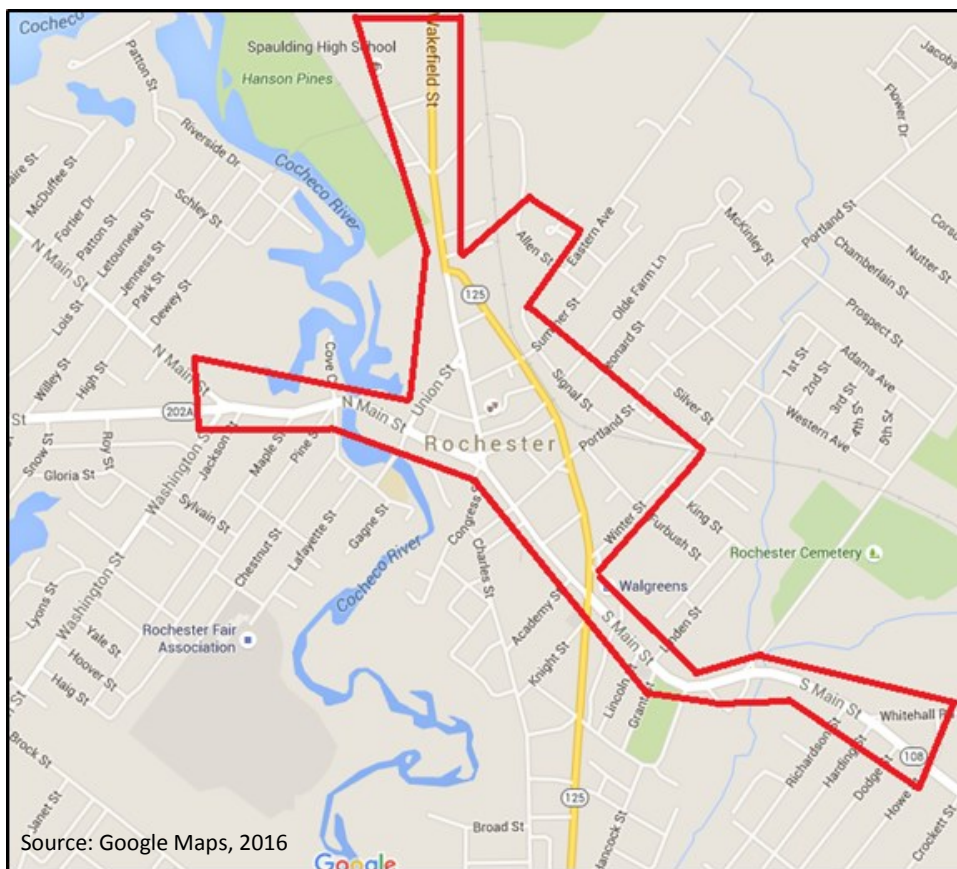 Cocheco
Patton St
Spaulding High School
Hanson Pines
Wakefield St
Jacobs
Flower Dr
Riverside Dr
McDuffee St
Fortier Dr
Patton St
Letourneau St
Schley St
Cocheco River
N Main St
Jenness St
Park St
Dewey St
Allen St
Eastern Ave
McKinley St
Portland St
Corso
Nutter St
Chamberlain St
Olde Farm Ln
125
Lois St
Willey St
High St
Summer St
Leonard St
Prospect St
1st St
2nd St
3rd St
4th St
5th St
Adams Ave
Western Ave
N Main St
Cove C
Union St
Signal St
Silver St
St
202A
N Main St
Portland St
Rochester
Snow St
Roy St
Gloria St
Washington St
Jackson St
Maple St
Pine St
Sylvain St
Chestnut St
Lafayette St
Gagne St
Congress S
Charles St
Winter St
Furbush St
King St
Rochester Cemetery
Walgreens
Lyons St
Washington St
Yale St
Hoover St
Haig St
St
Rochester Fair
Association
Cocheco River
Academy St
Knight St
S Main St
Linden St
Lincoln
Grant
S Main St
Whitehall R
Richardson St
Harding St
Dodge St
108
Howe
Crockett St
Brock St
Janet St
125
Broad St
Hancock St
Source: Google Maps, 2016
Google